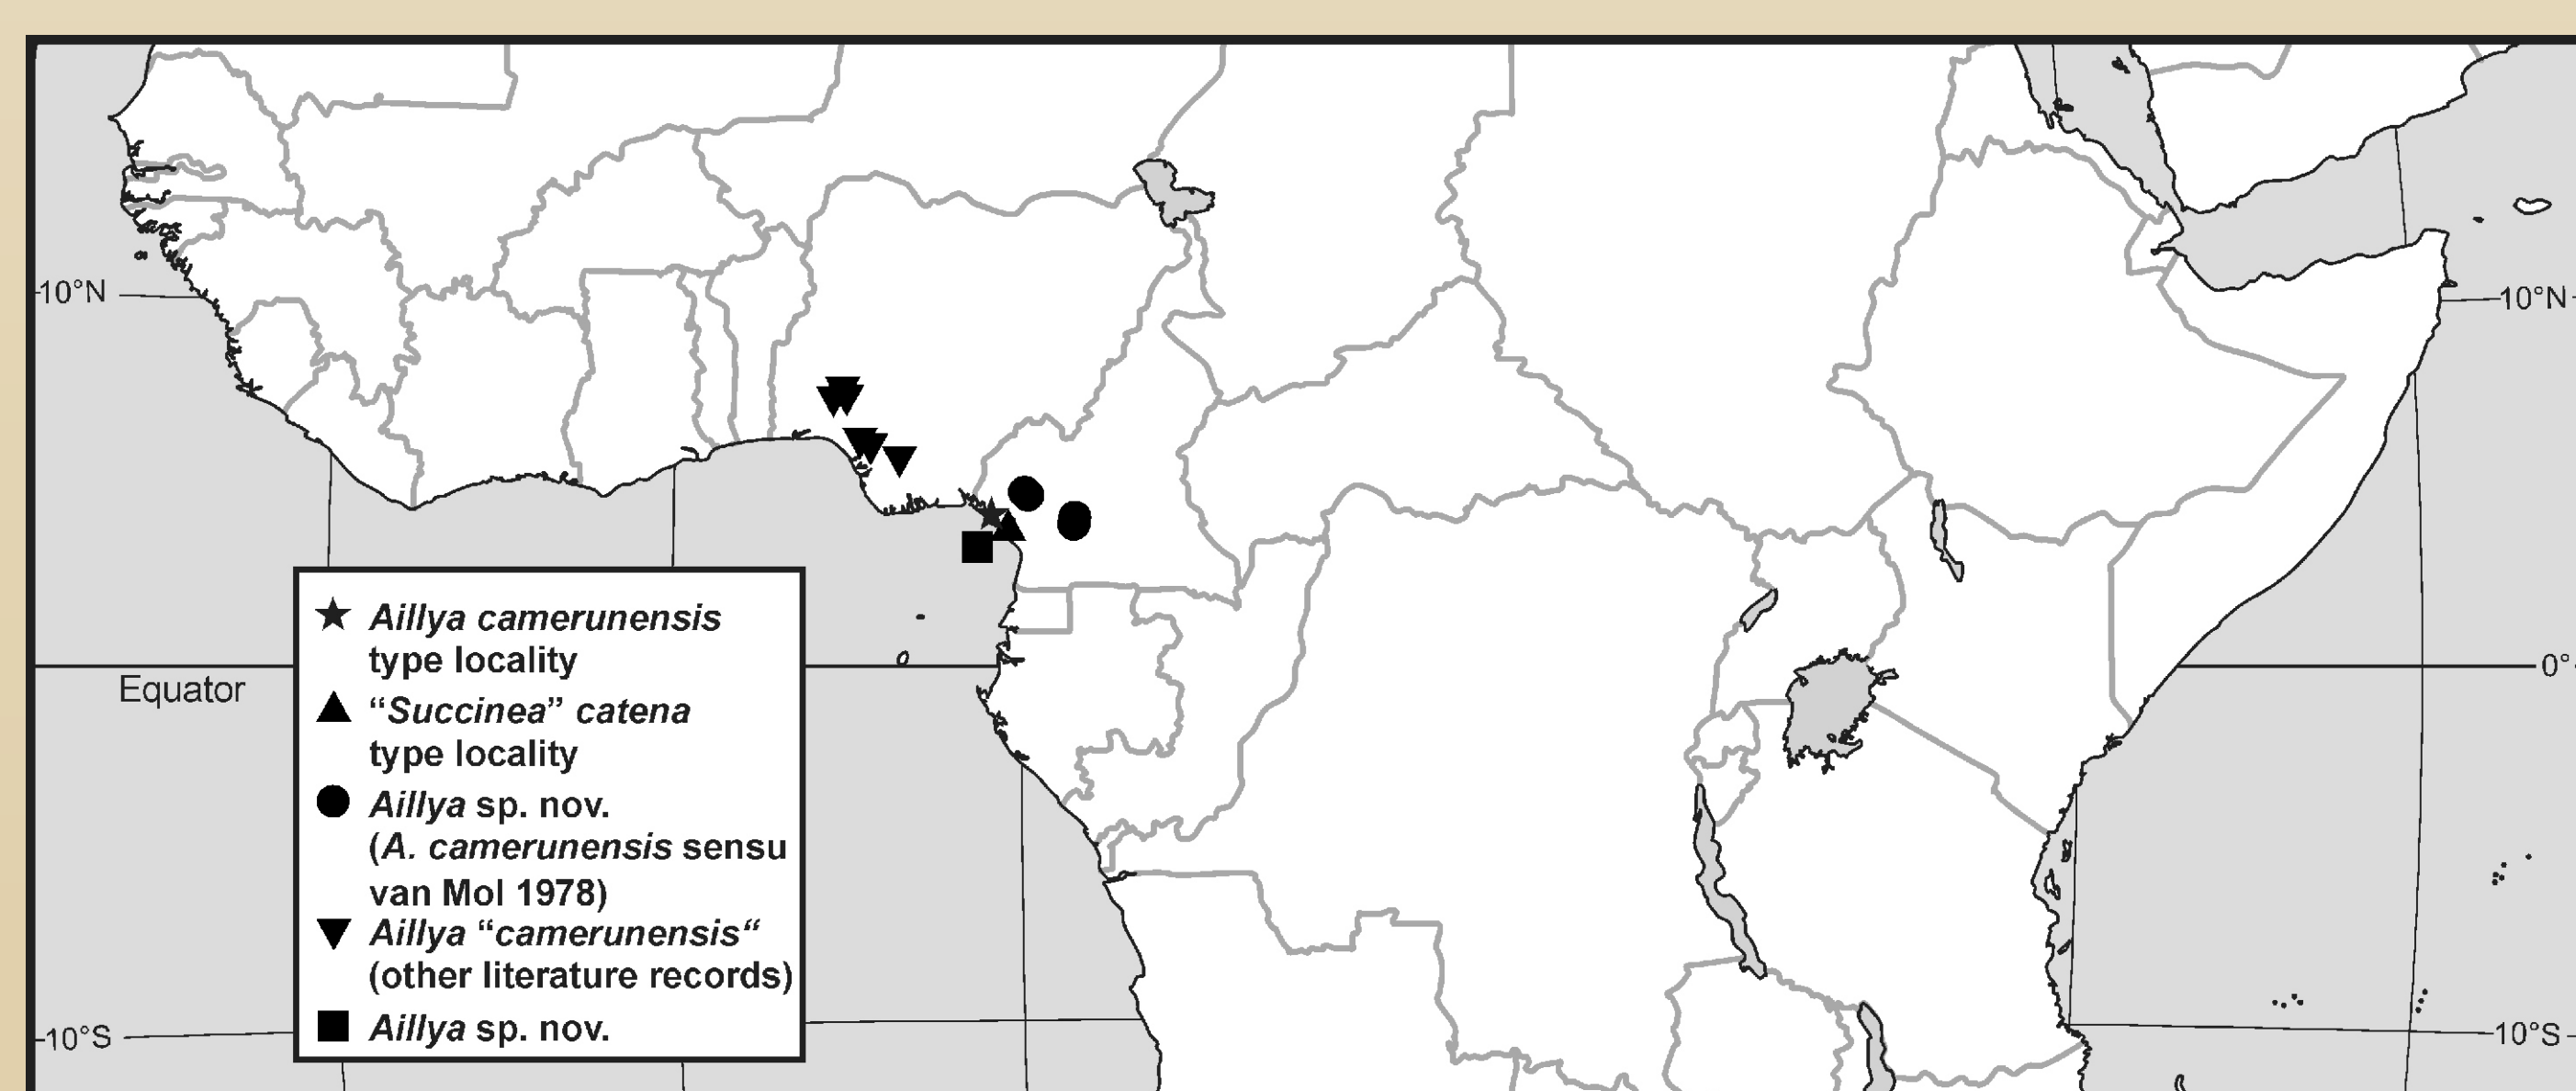 10°N
10°N
Equator
0°
Aillya camerunensis
type locality
“Succinea” catena
type locality
Aillya sp. nov.
(A. camerunensis sensu
van Mol 1978)
Aillya “camerunensis“
(other literature records)
Aillya sp. nov.
10°S
10°S